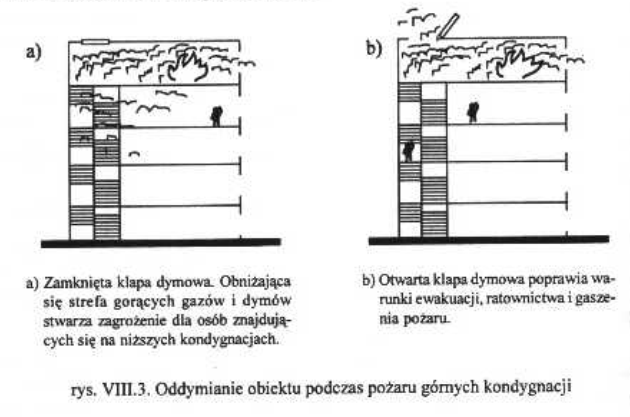 a)
b)
a) Zamknięta klapa dymowa. Obniżająca
się strefa gorących gazów i dymów
stwarza zagrożenie dla osób znajdują-
cych się na niższych kondygnacjach.
b) Otwarta klapa dymowa poprawia wa-
runki ewakuacji, ratownictwa i gasze-
nia pożaru.
rys. VIII.3. Oddymianie obiektu podczas pożaru górnych kondygnacji